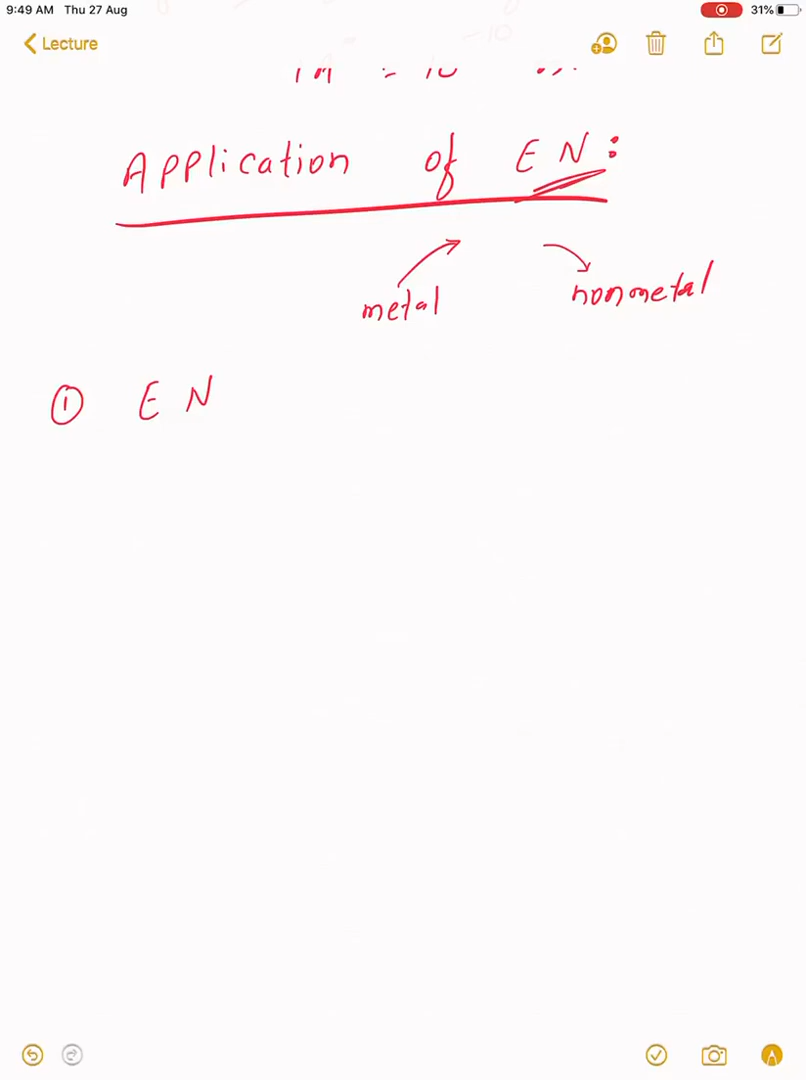 9:49 AM Thu 27 Aug 31%
Lecture
Application of EN:
metal nonmetal
① EN